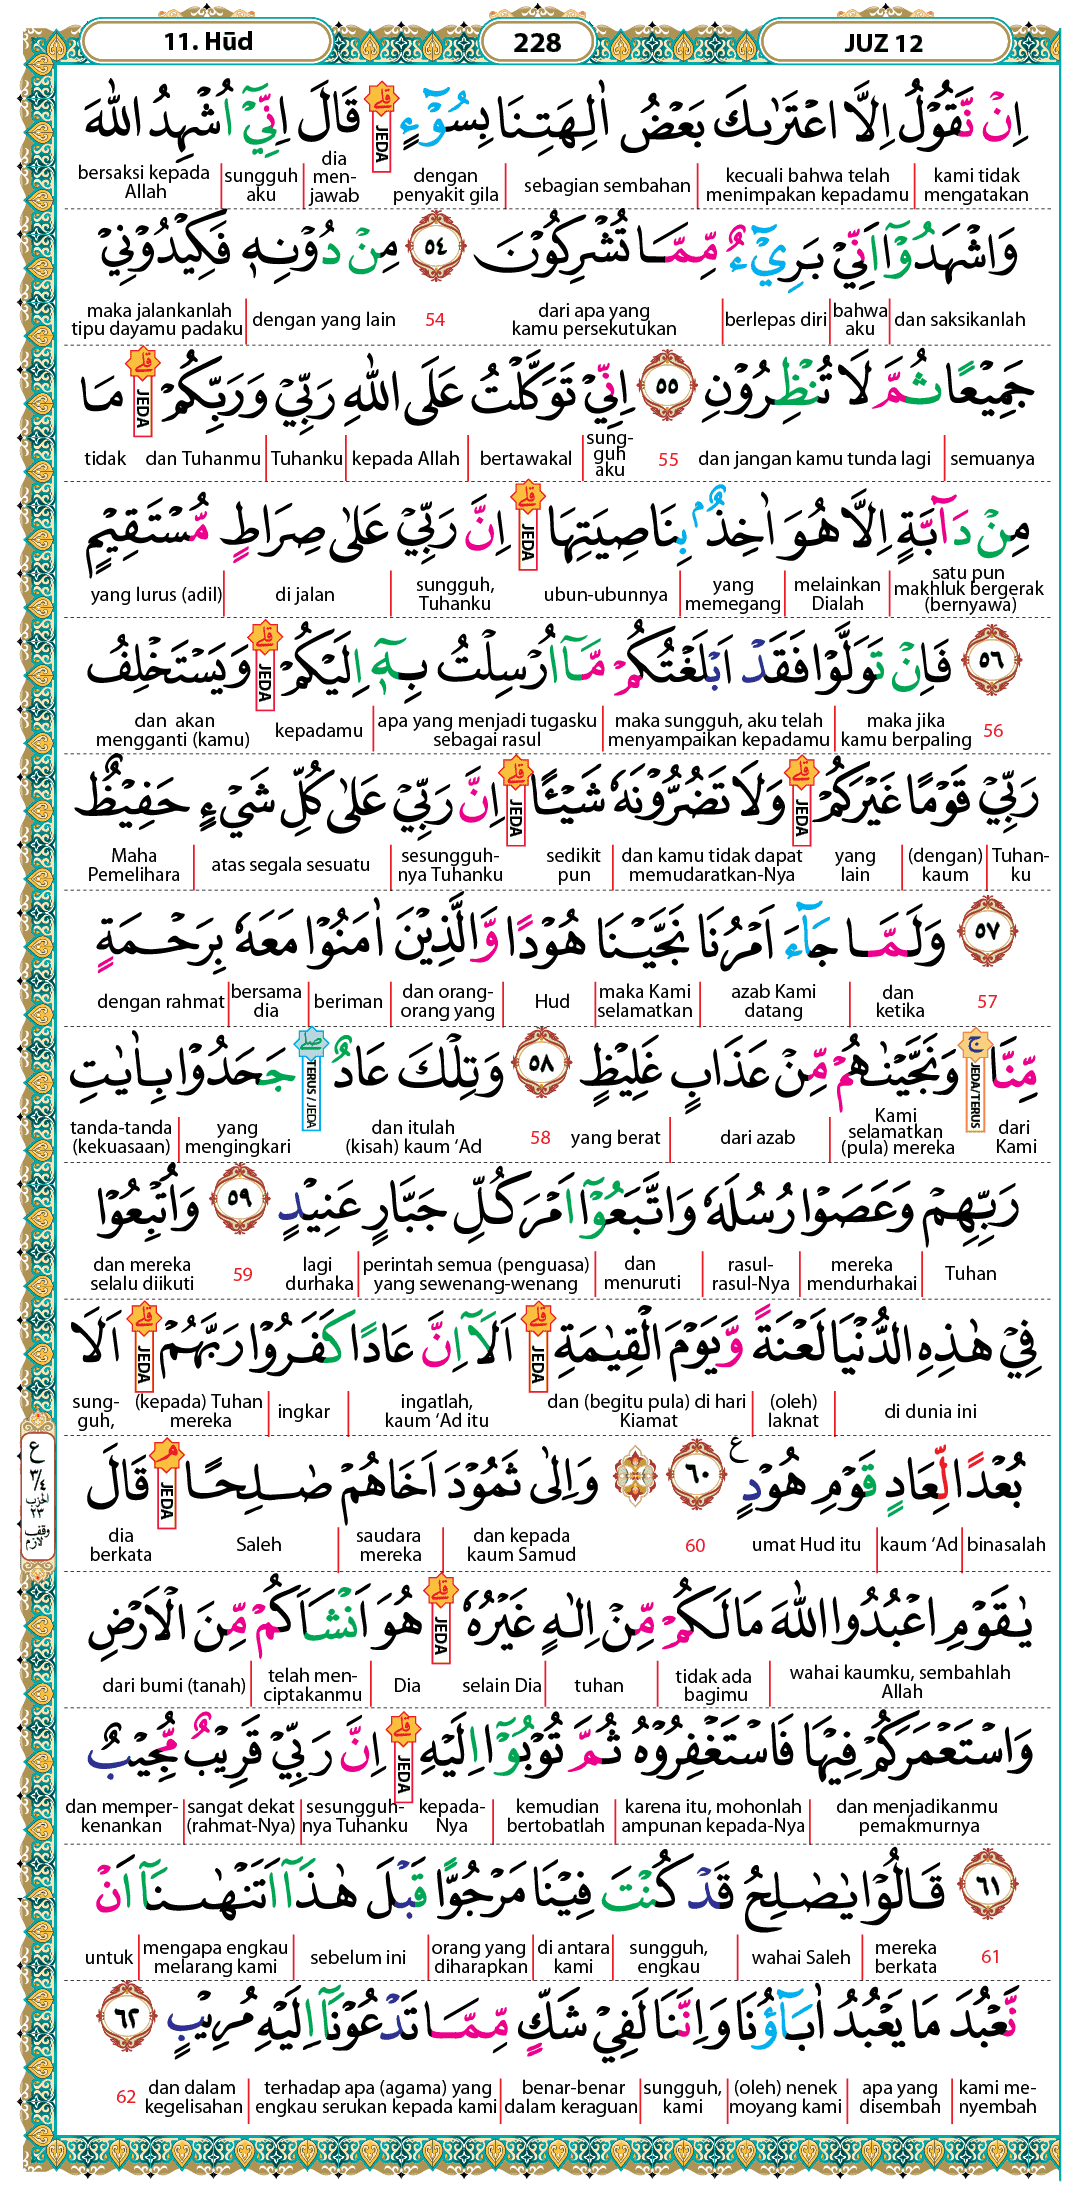 11. Hūd 228 JUZ 12
اِنْ نَّقُوْلُ اِلَّا اعْتَرٰىكَ بَعْضُ اٰلِهَتِنَا بِسُوْۤءٍ ۗ قَالَ اِنِّيْٓ اُشْهِدُ اللّٰهَ
JEDA
kami tidak mengatakan | kecuali bahwa telah menimpakan kepadamu | sebagian sembahan | dengan penyakit gila | dia men-jawab | sungguh aku | bersaksi kepada Allah
وَاشْهَدُوْٓا اَنِّيْ بَرِيْۤءٌ مِّمَّا تُشْرِكُوْنَ ٥٤ مِنْ دُوْنِهٖ فَكِيْدُوْنِيْ
dan saksikanlah | bahwa aku | berlepas diri | dari apa yang kamu persekutukan 54 dengan yang lain | maka jalankanlah tipu dayamu padaku
جَمِيْعًا ثُمَّ لَا تُنْظِرُوْنِ ٥٥ اِنِّيْ تَوَكَّلْتُ عَلَى اللّٰهِ رَبِّيْ وَرَبِّكُمْ ۗ مَا
JEDA
semuanya | dan jangan kamu tunda lagi 55 sung-guh aku | bertawakal | kepada Allah | Tuhanku | dan Tuhanmu tidak
مِنْ دَاۤبَّةٍ اِلَّا هُوَ اٰخِذٌ ۢ بِنَاصِيَتِهَا ۗ اِنَّ رَبِّيْ عَلٰى صِرَاطٍ مُّسْتَقِيْمٍ
JEDA
satu pun makhluk bergerak (bernyawa) | melainkan Dialah | yang memegang | ubun-ubunnya sungguh, Tuhanku | di jalan | yang lurus (adil)
٥٦ فَاِنْ تَوَلَّوْا فَقَدْ اَبْلَغْتُكُمْ مَّآ اُرْسِلْتُ بِهٖٓ اِلَيْكُمْ ۗ وَيَسْتَخْلِفُ
JEDA
56 maka jika kamu berpaling | maka sungguh, aku telah menyampaikan kepadamu | apa yang menjadi tugasku sebagai rasul | kepadamu dan akan mengganti (kamu)
رَبِّيْ قَوْمًا غَيْرَكُمْ ۗ وَلَا تَضُرُّوْنَهٗ شَيْـًٔا ۗ اِنَّ رَبِّيْ عَلٰى كُلِّ شَيْءٍ حَفِيْظٌ
JEDA JEDA
Tuhan-ku | (dengan) kaum | yang lain dan kamu tidak dapat memudaratkan-Nya | sedikit pun sesungguh-nya Tuhanku | atas segala sesuatu | Maha Pemelihara
٥٧ وَلَمَّا جَاۤءَ اَمْرُنَا نَجَّيْنَا هُوْدًا وَّالَّذِيْنَ اٰمَنُوْا مَعَهٗ بِرَحْمَةٍ
57 dan ketika | azab Kami datang | maka Kami selamatkan | Hud | dan orang-orang yang | beriman | bersama dia | dengan rahmat
مِّنَّا ۚ وَنَجَّيْنٰهُمْ مِّنْ عَذَابٍ غَلِيْظٍ ٥٨ وَتِلْكَ عَادٌ ۖ جَحَدُوْا بِاٰيٰتِ
JEDA/TERUS TERUS / JEDA
dari Kami Kami selamatkan (pula) mereka | dari azab | yang berat 58 dan itulah (kisah) kaum ‘Ad yang mengingkari | tanda-tanda (kekuasaan)
رَبِّهِمْ وَعَصَوْا رُسُلَهٗ وَاتَّبَعُوْٓا اَمْرَ كُلِّ جَبَّارٍ عَنِيْدٍ ٥٩ وَاُتْبِعُوْا
Tuhan | mereka mendurhakai | rasul-rasul-Nya | dan menuruti | perintah semua (penguasa) yang sewenang-wenang | lagi durhaka 59 dan mereka selalu diikuti
فِيْ هٰذِهِ الدُّنْيَا لَعْنَةً وَّيَوْمَ الْقِيٰمَةِ ۗ اَلَآ اِنَّ عَادًا كَفَرُوْا رَبَّهُمْ ۗ اَلَا
JEDA JEDA
di dunia ini | (oleh) laknat | dan (begitu pula) di hari Kiamat ingatlah, kaum ‘Ad itu | ingkar | (kepada) Tuhan mereka sung-guh,
بُعْدًا لِّعَادٍ قَوْمِ هُوْدٍ ࣖ ٦٠ ۞ وَاِلٰى ثَمُوْدَ اَخَاهُمْ صٰلِحًا ۘ قَالَ
JEDA
binasalah | kaum ‘Ad | umat Hud itu 60 dan kepada kaum Samud | saudara mereka | Saleh dia berkata
ع ٣/٤ الحزب ٢٣ وقف لازم
يٰقَوْمِ اعْبُدُوا اللّٰهَ مَا لَكُمْ مِّنْ اِلٰهٍ غَيْرُهٗ ۗ هُوَ اَنْشَاَكُمْ مِّنَ الْاَرْضِ
JEDA
wahai kaumku, sembahlah Allah | tidak ada bagimu | tuhan | selain Dia Dia | telah men-ciptakanmu | dari bumi (tanah)
وَاسْتَعْمَرَكُمْ فِيْهَا فَاسْتَغْفِرُوْهُ ثُمَّ تُوْبُوْٓا اِلَيْهِ ۗ اِنَّ رَبِّيْ قَرِيْبٌ مُّجِيْبٌ
JEDA
dan menjadikanmu pemakmurnya | karena itu, mohonlah ampunan kepada-Nya | kemudian bertobatlah | kepada-Nya sesungguh-nya Tuhanku | sangat dekat (rahmat-Nya) | dan memper-kenankan
٦١ قَالُوْا يٰصٰلِحُ قَدْ كُنْتَ فِيْنَا مَرْجُوًّا قَبْلَ هٰذَآ اَتَنْهٰىنَآ اَنْ
61 mereka berkata | wahai Saleh | sungguh, engkau | di antara kami | orang yang diharapkan | sebelum ini | mengapa engkau melarang kami | untuk
نَّعْبُدَ مَا يَعْبُدُ اٰبَاۤؤُنَا وَاِنَّنَا لَفِيْ شَكٍّ مِّمَّا تَدْعُوْنَآ اِلَيْهِ مُرِيْبٍ ٦٢
kami me-nyembah | apa yang disembah | (oleh) nenek moyang kami | sungguh, kami | benar-benar dalam keraguan | terhadap apa (agama) yang engkau serukan kepada kami | dan dalam kegelisahan 62